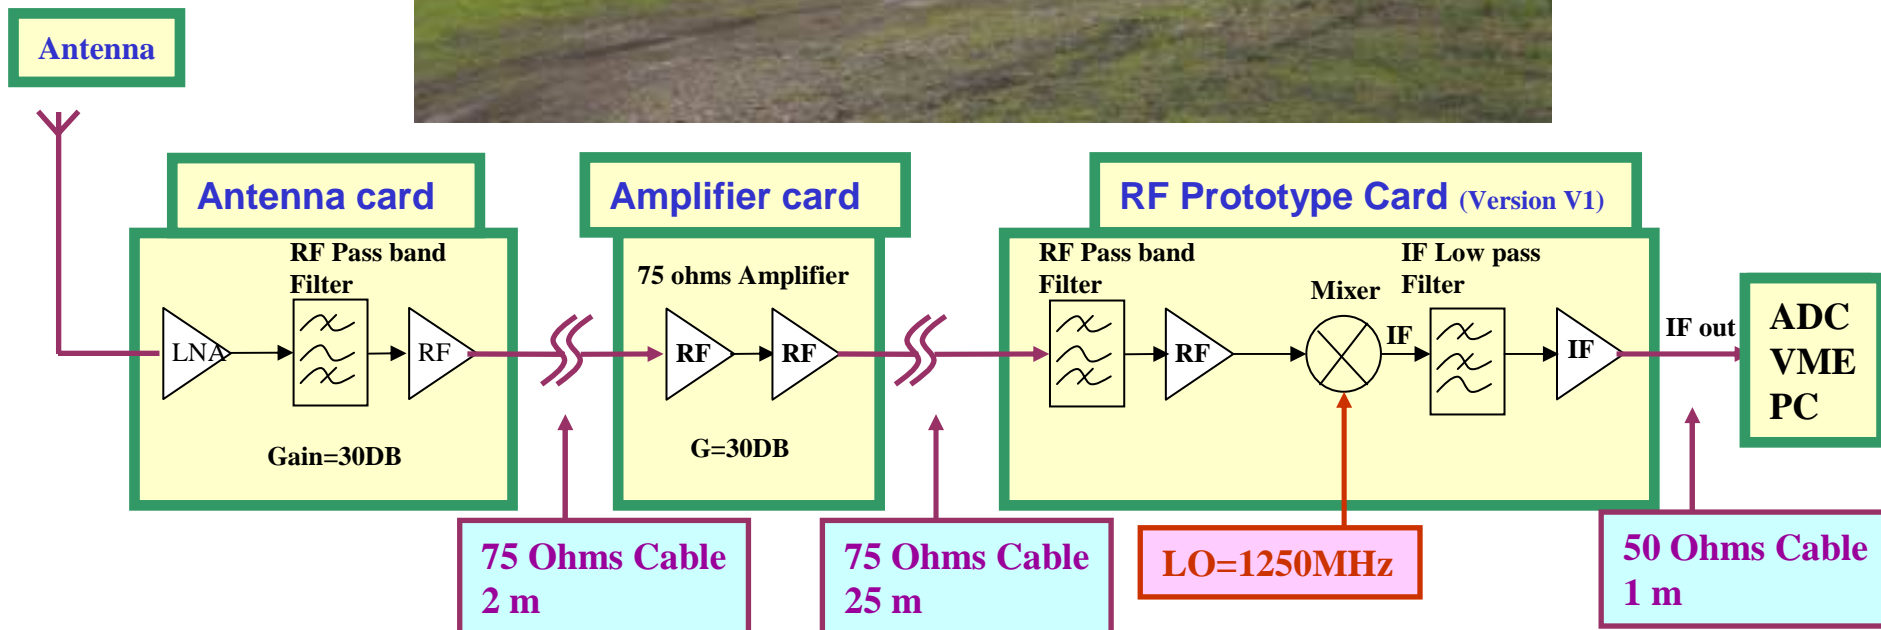 Antenna
Antenna card
Amplifier card
RF Prototype Card (Version V1)
RF Pass band
Filter
LNA
RF
Gain=30DB
75 ohms Amplifier
RF
RF
G=30DB
RF Pass band
Filter
RF
Mixer
IF
IF Low pass
Filter
IF
IF out
ADC
VME
PC
75 Ohms Cable
2 m
75 Ohms Cable
25 m
LO=1250MHz
50 Ohms Cable
1 m